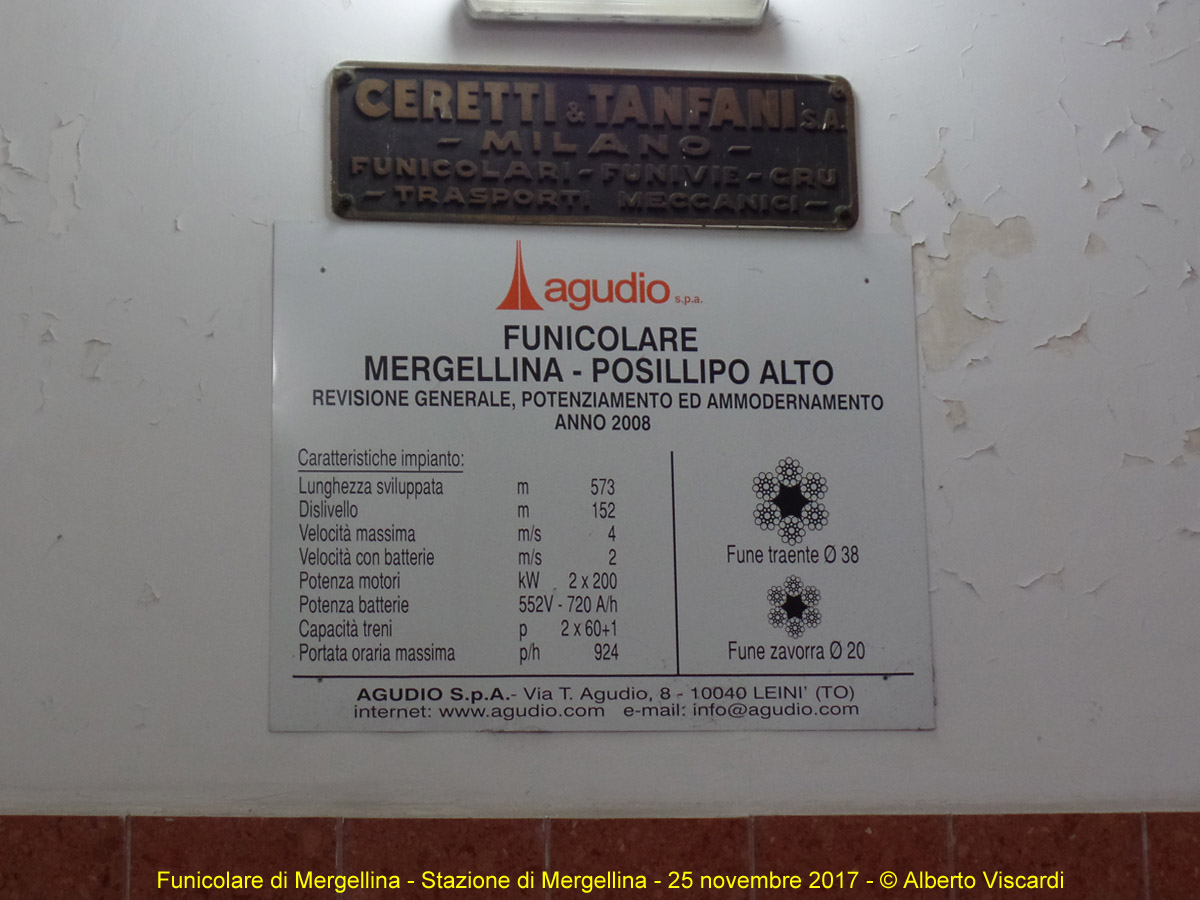 CERETTI & TANFANI S.A.
- MILANO -
FUNICOLARI - FUNIVIE - GRU
- TRASPORTI MECCANICI -
agudio s.p.a.
FUNICOLARE
MERGELLINA - POSILLIPO ALTO
REVISIONE GENERALE, POTENZIAMENTO ED AMMODERNAMENTO
ANNO 2008
Caratteristiche impianto:
Lunghezza sviluppata m 573
Dislivello m 152
Velocità massima m/s 4
Velocità con batterie m/s 2
Potenza motori kW 2 x 200
Potenza batterie 552V - 720 A/h
Capacità treni p 2 x 60+1
Portata oraria massima p/h 924
Fune traente Ø 38
Fune zavorra Ø 20
AGUDIO S.p.A.- Via T. Agudio, 8 - 10040 LEINI' (TO)
internet: www.agudio.com e-mail: info@agudio.com
Funicolare di Mergellina - Stazione di Mergellina - 25 novembre 2017 - © Alberto Viscardi